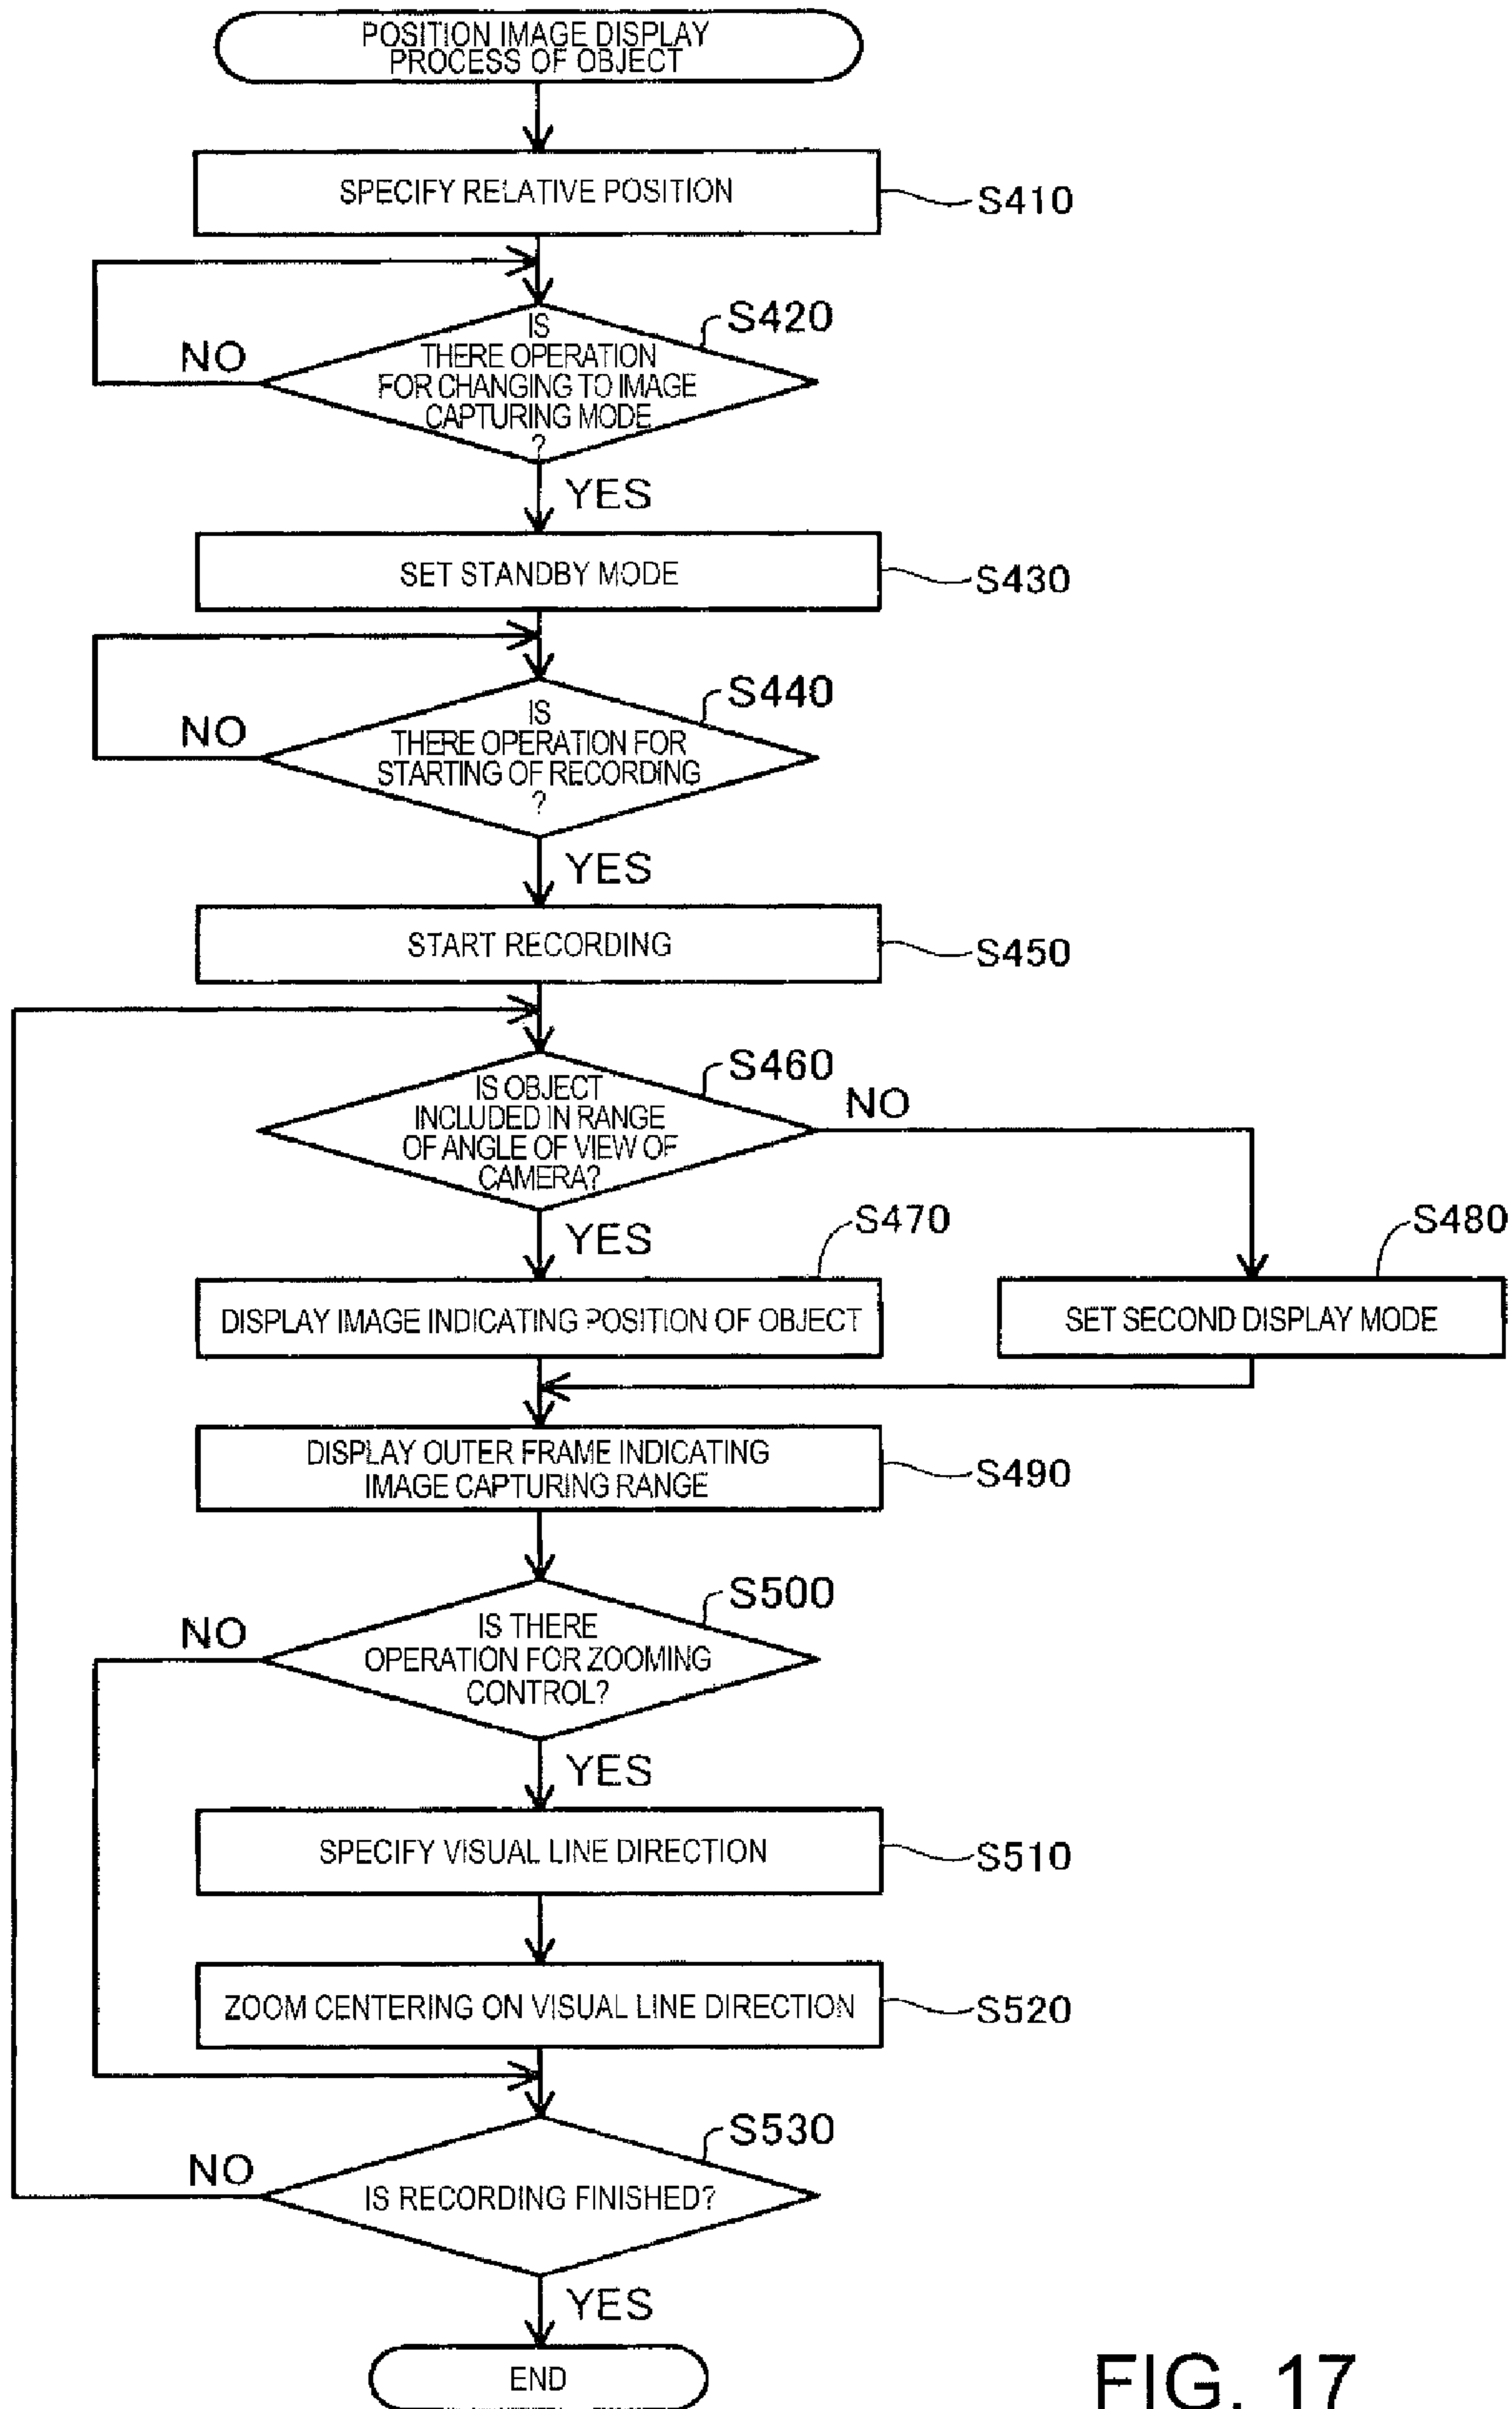 POSITION IMAGE DISPLAY
PROCESS OF OBJECT
SPECIFY RELATIVE POSITION
S410
IS
THERE OPERATION
FOR CHANGING TO IMAGE
CAPTURING MODE
?
S420
NO
YES
SET STANDBY MODE
S430
IS
THERE OPERATION FOR
STARTING OF RECORDING
?
S440
NO
YES
START RECORDING
S450
IS OBJECT
INCLUDED IN RANGE
OF ANGLE OF VIEW OF
CAMERA?
S460
NO
YES
S470
S480
DISPLAY IMAGE INDICATING POSITION OF OBJECT
SET SECOND DISPLAY MODE
DISPLAY OUTER FRAME INDICATING
IMAGE CAPTURING RANGE
S490
IS THERE
OPERATION FOR ZOOMING
CONTROL?
S500
NO
YES
SPECIFY VISUAL LINE DIRECTION
S510
ZOOM CENTERING ON VISUAL LINE DIRECTION
S520
IS RECORDING FINISHED?
S530
NO
YES
END
FIG. 17